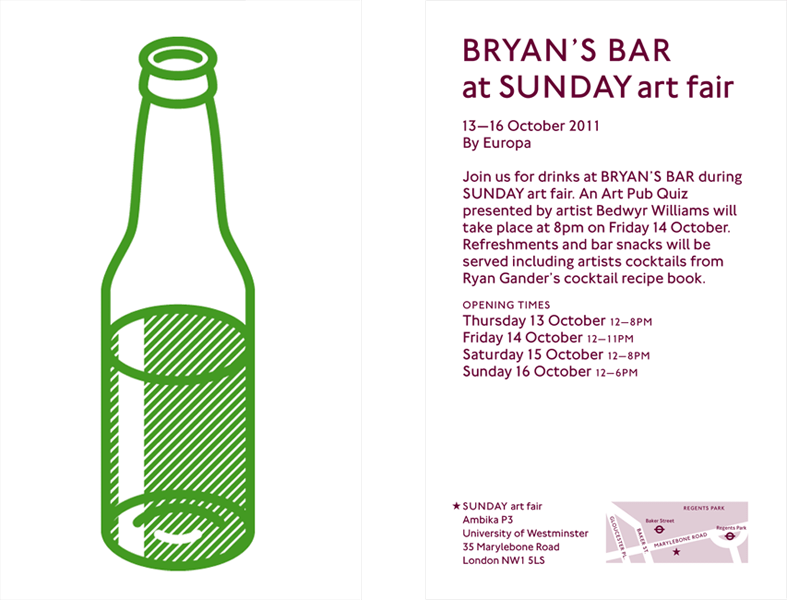 BRYAN'S BAR
at SUNDAY art fair
13—16 October 2011
By Europa
Join us for drinks at BRYAN'S BAR during
SUNDAY art fair. An Art Pub Quiz
presented by artist Bedwyr Williams will
take place at 8pm on Friday 14 October.
Refreshments and bar snacks will be
served including artists cocktails from
Ryan Gander's cocktail recipe book.
OPENING TIMES
Thursday 13 October 12—8PM
Friday 14 October 12—11PM
Saturday 15 October 12—8PM
Sunday 16 October 12—6PM
★ SUNDAY art fair
Ambika P3
University of Westminster
35 Marylebone Road
London NW1 5LS
REGENTS PARK
Baker Street
Regents Park
GLOUCESTER PL.
BAKER ST.
MARYLEBONE ROAD